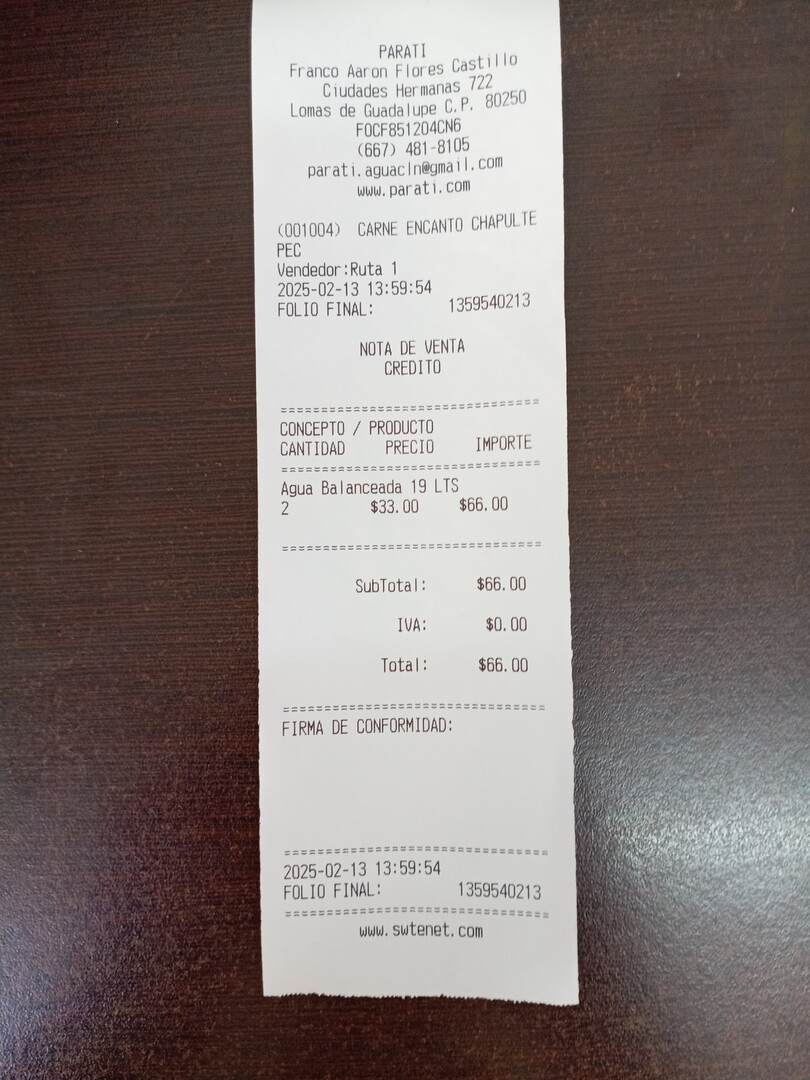 PARATI
Franco Aaron Flores Castillo
Ciudades Hermanas 722
Lomas de Guadalupe C.P. 80250
FOCF851204CN6
(667) 481-8105
parati.aguacln@gmail.com
www.parati.com
(001004) CARNE ENCANTO CHAPULTE
PEC
Vendedor:Ruta 1
2025-02-13 13:59:54
FOLIO FINAL: 1359540213
NOTA DE VENTA
CREDITO
================================
CONCEPTO / PRODUCTO
CANTIDAD PRECIO IMPORTE
================================
Agua Balanceada 19 LTS
2 $33.00 $66.00
================================
SubTotal: $66.00
IVA: $0.00
Total: $66.00
================================
FIRMA DE CONFORMIDAD:
================================
2025-02-13 13:59:54
FOLIO FINAL: 1359540213
================================
www.swtenet.com